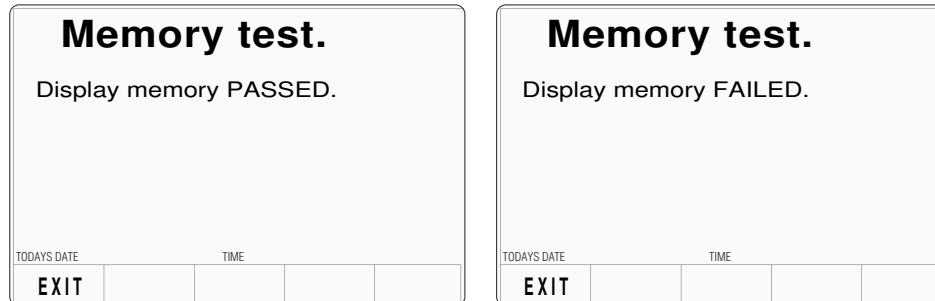 Memory test.
Display memory PASSED.
TODAYS DATE TIME
EXIT
Memory test.
Display memory FAILED.
TODAYS DATE TIME
EXIT